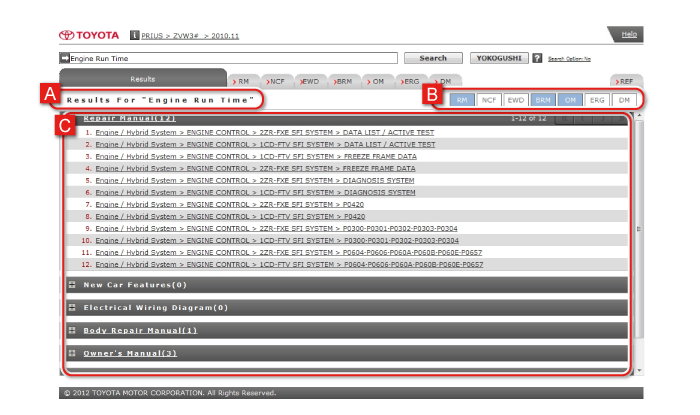 TOYOTA i PRIUS > ZVW3# > 2010.11 Help
Engine Run Time Search YOKOGUSHI ? Search Option:No
Results RM NCF EWD BRM OM ERG DM REF
A B
Results For "Engine Run Time" RM NCF EWD BRM OM ERG DM
C
Repair Manual(12) 1-12 of 12
1. Engine / Hybrid System > ENGINE CONTROL > 2ZR-FXE SFI SYSTEM > DATA LIST / ACTIVE TEST
2. Engine / Hybrid System > ENGINE CONTROL > 1CD-FTV SFI SYSTEM > DATA LIST / ACTIVE TEST
3. Engine / Hybrid System > ENGINE CONTROL > 1CD-FTV SFI SYSTEM > FREEZE FRAME DATA
4. Engine / Hybrid System > ENGINE CONTROL > 2ZR-FXE SFI SYSTEM > FREEZE FRAME DATA
5. Engine / Hybrid System > ENGINE CONTROL > 2ZR-FXE SFI SYSTEM > DIAGNOSIS SYSTEM
6. Engine / Hybrid System > ENGINE CONTROL > 1CD-FTV SFI SYSTEM > DIAGNOSIS SYSTEM
7. Engine / Hybrid System > ENGINE CONTROL > 2ZR-FXE SFI SYSTEM > P0420
8. Engine / Hybrid System > ENGINE CONTROL > 1CD-FTV SFI SYSTEM > P0420
9. Engine / Hybrid System > ENGINE CONTROL > 2ZR-FXE SFI SYSTEM > P0300-P0301-P0302-P0303-P0304
10. Engine / Hybrid System > ENGINE CONTROL > 1CD-FTV SFI SYSTEM > P0300-P0301-P0302-P0303-P0304
11. Engine / Hybrid System > ENGINE CONTROL > 2ZR-FXE SFI SYSTEM > P0604-P0606-P060A-P060B-P060E-P0657
12. Engine / Hybrid System > ENGINE CONTROL > 1CD-FTV SFI SYSTEM > P0604-P0606-P060A-P060B-P060E-P0657
New Car Features(0)
Electrical Wiring Diagram(0)
Body Repair Manual(1)
Owner's Manual(3)
© 2012 TOYOTA MOTOR CORPORATION. All Rights Reserved.